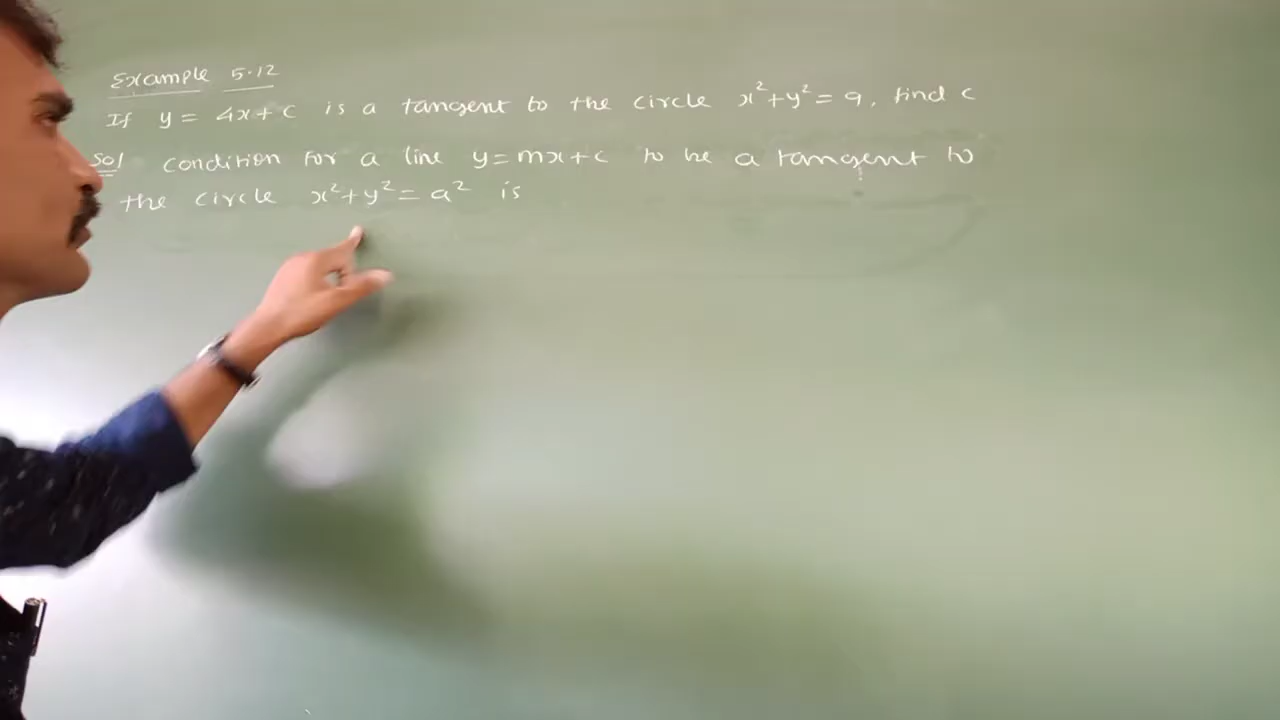 Example 5.12
If y = 4x+c is a tangent to the circle x²+y² = 9, find c
Sol Condition for a line y=mx+c to be a tangent to
the circle x²+y² = a² is